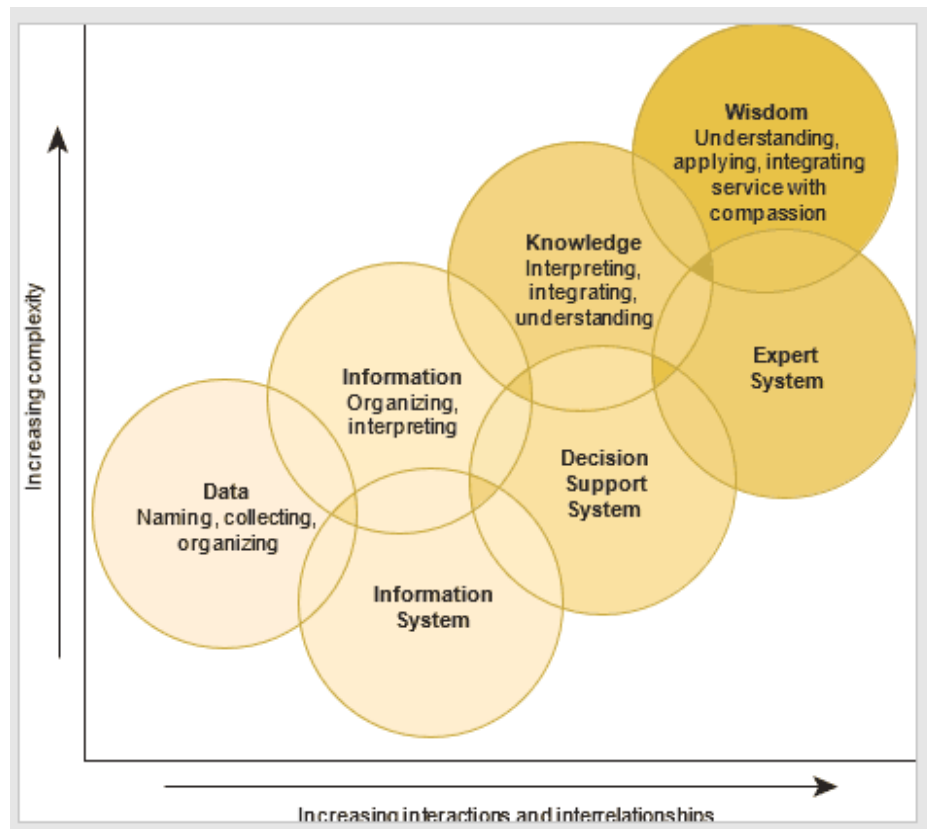 Wisdom
Understanding,
applying, integrating
service with
compassion
Knowledge
Interpreting,
integrating,
understanding
Expert
System
Information
Organizing,
interpreting
Decision
Support
System
Data
Naming, collecting,
organizing
Information
System
Increasing complexity
Increasing interactions and interrelationships